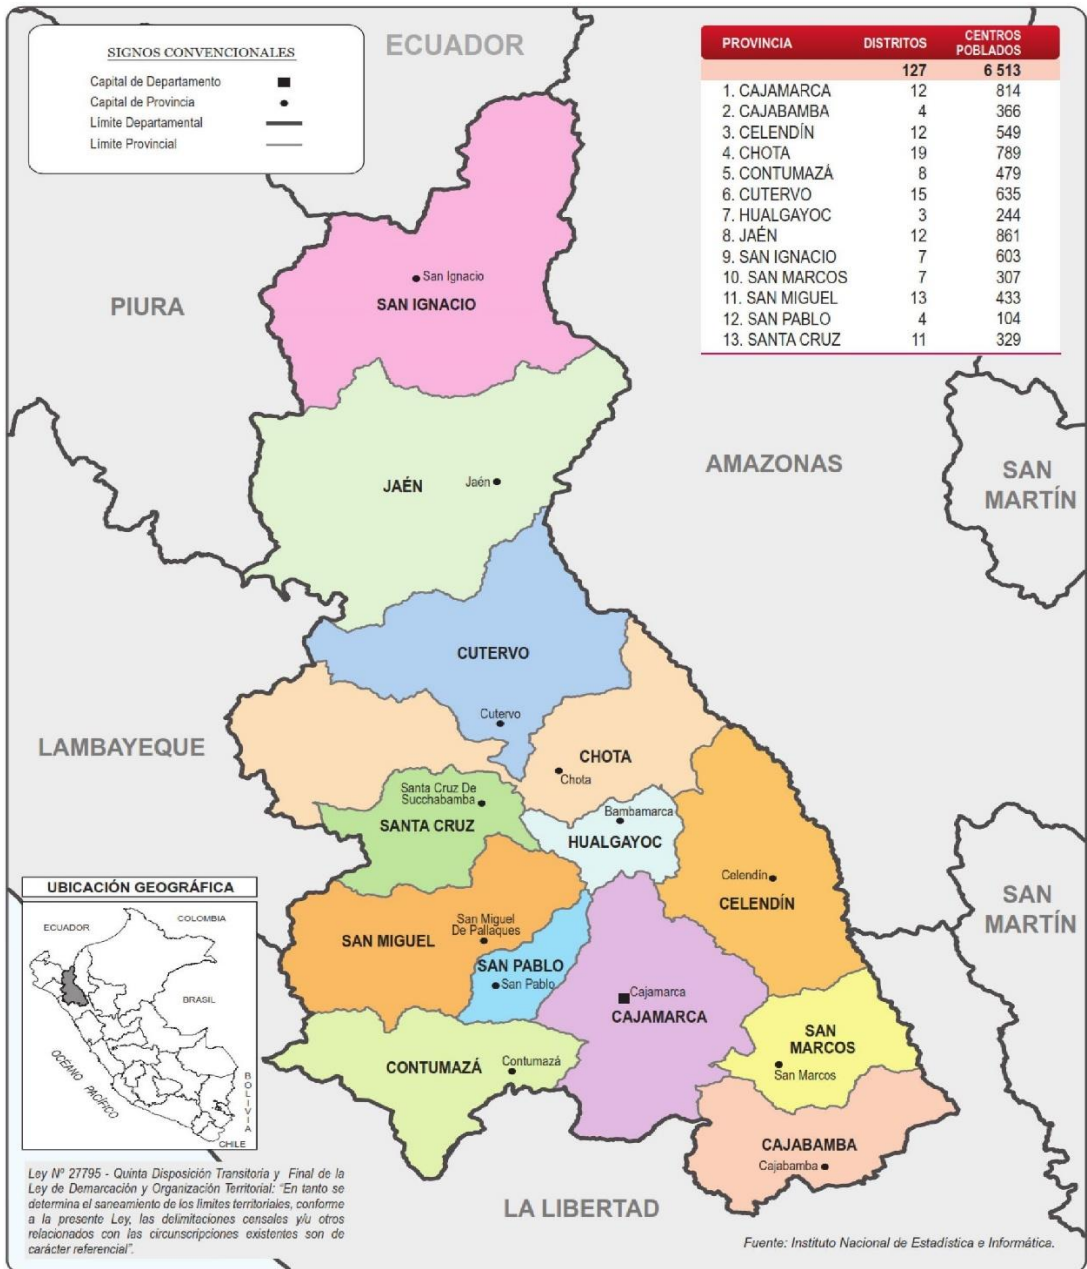 SIGNOS CONVENCIONALES
Capital de Departamento
Capital de Provincia
Límite Departamental
Límite Provincial
ECUADOR
PROVINCIA DISTRITOS CENTROS POBLADOS
127 6 513
1. CAJAMARCA 12 814
2. CAJABAMBA 4 366
3. CELENDÍN 12 549
4. CHOTA 19 789
5. CONTUMAZÁ 8 479
6. CUTERVO 15 635
7. HUALGAYOC 3 244
8. JAÉN 12 861
9. SAN IGNACIO 7 603
10. SAN MARCOS 7 307
11. SAN MIGUEL 13 433
12. SAN PABLO 4 104
13. SANTA CRUZ 11 329
San Ignacio
SAN IGNACIO
PIURA
AMAZONAS
SAN
MARTÍN
JAÉN
Jaén
CUTERVO
Cutervo
LAMBAYEQUE
CHOTA
Chota
Santa Cruz De
Succhabamba
SANTA CRUZ
Bambamarca
HUALGAYOC
Celendín
CELENDÍN
SAN
MARTÍN
San Miguel
De Pallaques
SAN MIGUEL
SAN PABLO
San Pablo
Cajamarca
CAJAMARCA
SAN
MARCOS
San Marcos
CONTUMAZÁ
Contumazá
CAJABAMBA
Cajabamba
LA LIBERTAD
UBICACIÓN GEOGRÁFICA
COLOMBIA
ECUADOR
BRASIL
OCÉANO PACÍFICO
BOLIVIA
CHILE
Ley Nº 27795 - Quinta Disposición Transitoria y Final de la
Ley de Demarcación y Organización Territorial: "En tanto se
determina el saneamiento de los límites territoriales, conforme
a la presente Ley, las delimitaciones censales y/u otros
relacionados con las circunscripciones existentes son de
carácter referencial".
Fuente: Instituto Nacional de Estadística e Informática.